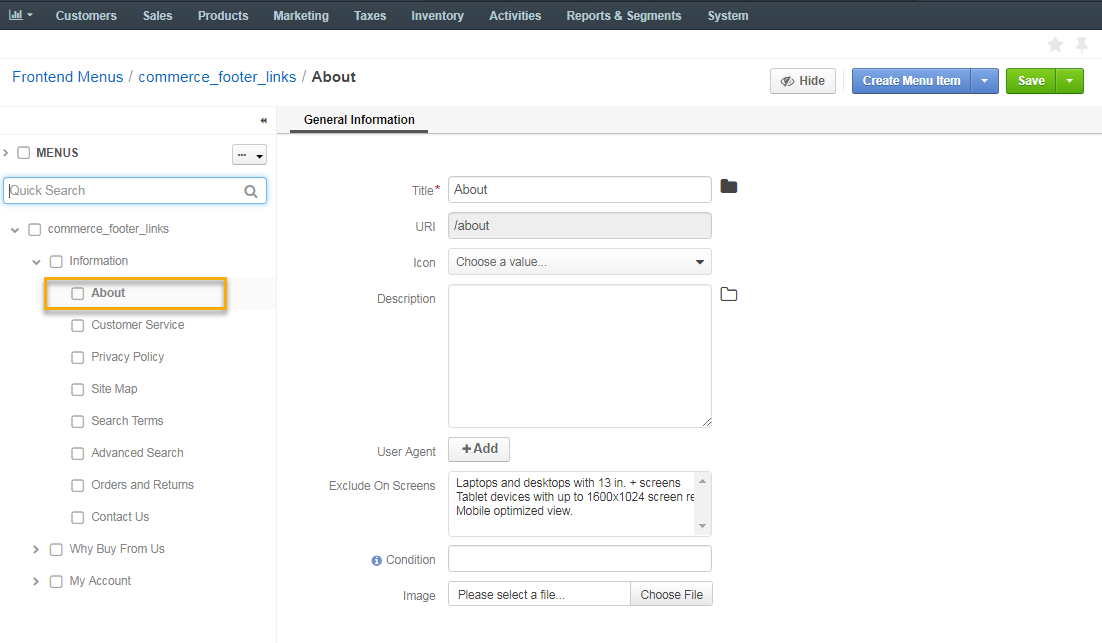 Customers Sales Products Marketing Taxes Inventory Activities Reports & Segments System
Frontend Menus / commerce_footer_links / About
Hide
Create Menu Item
Save
General Information
MENUS
...
Quick Search
commerce_footer_links
Information
About
Customer Service
Privacy Policy
Site Map
Search Terms
Advanced Search
Orders and Returns
Contact Us
Why Buy From Us
My Account
Title* About
URI /about
Icon Choose a value...
Description
User Agent +Add
Exclude On Screens Laptops and desktops with 13 in. + screens
Tablet devices with up to 1600x1024 screen re
Mobile optimized view.
Condition
Image Please select a file... Choose File